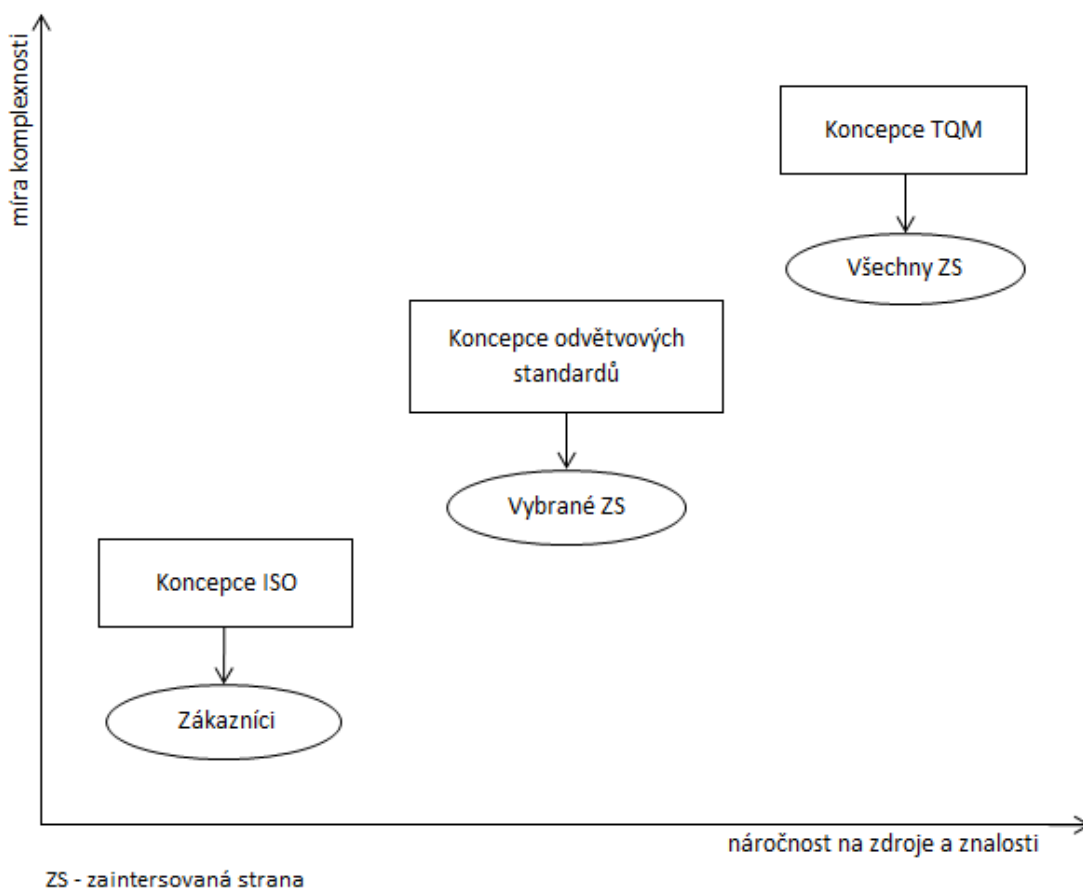 míra komplexnosti
Koncepce TQM
Všechny ZS
Koncepce odvětvových
standardů
Vybrané ZS
Koncepce ISO
Zákazníci
náročnost na zdroje a znalosti
ZS - zaintersovaná strana